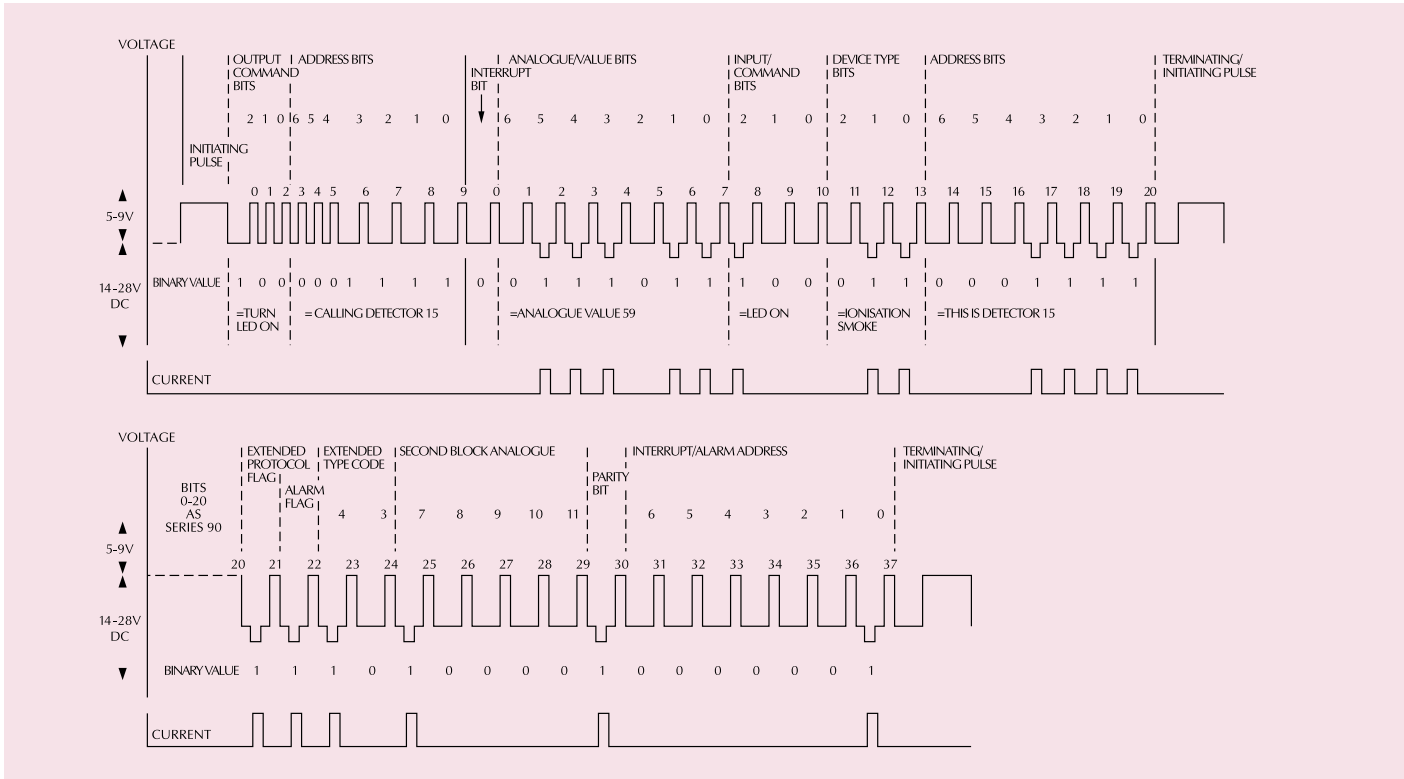 VOLTAGE
OUTPUT COMMAND BITS
ADDRESS BITS
INTERRUPT BIT
ANALOGUE/VALUE BITS
INPUT/ COMMAND BITS
DEVICE TYPE BITS
ADDRESS BITS
TERMINATING/ INITIATING PULSE
2 1 0 6 5 4 3 2 1 0 6 5 4 3 2 1 0 2 1 0 2 1 0 6 5 4 3 2 1 0
INITIATING PULSE
0 1 2 3 4 5 6 7 8 9 0 1 2 3 4 5 6 7 8 9 10 11 12 13 14 15 16 17 18 19 20
5-9V
14-28V DC
BINARY VALUE 1 0 0 0 0 0 1 1 1 1 0 0 1 1 1 0 1 1 1 0 0 0 1 1 0 0 0 1 1 1 1
=TURN LED ON
= CALLING DETECTOR 15
=ANALOGUE VALUE 59
=LED ON
=IONISATION SMOKE
=THIS IS DETECTOR 15
CURRENT
VOLTAGE
BITS 0-20 AS SERIES 90
EXTENDED PROTOCOL FLAG
ALARM FLAG
EXTENDED TYPE CODE
SECOND BLOCK ANALOGUE
PARITY BIT
INTERRUPT/ALARM ADDRESS
TERMINATING/ INITIATING PULSE
4 3 7 8 9 10 11 6 5 4 3 2 1 0
5-9V
20 21 22 23 24 25 26 27 28 29 30 31 32 33 34 35 36 37
14-28V DC
BINARY VALUE 1 1 1 0 1 0 0 0 0 1 0 0 0 0 0 0 1
CURRENT